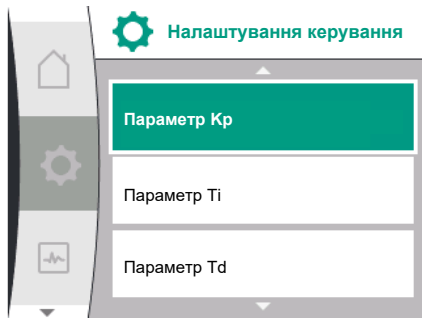 Налаштування керування
Параметр Kp
Параметр Ti
Параметр Td